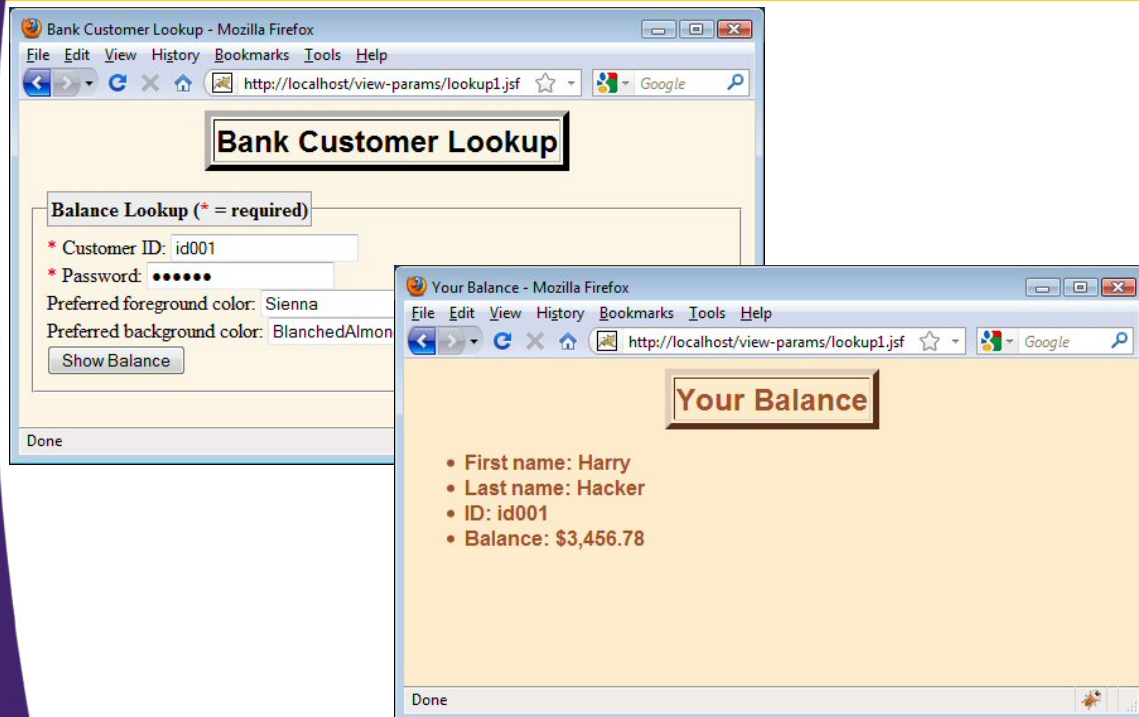 Bank Customer Lookup - Mozilla Firefox
File Edit View History Bookmarks Tools Help
http://localhost/view-params/lookup1.jsf
Google
Bank Customer Lookup
Balance Lookup (* = required)
* Customer ID: id001
* Password: ●●●●●●
Preferred foreground color: Sienna
Preferred background color: BlanchedAlmon
Show Balance
Done
Your Balance - Mozilla Firefox
File Edit View History Bookmarks Tools Help
http://localhost/view-params/lookup1.jsf
Google
Your Balance
• First name: Harry
• Last name: Hacker
• ID: id001
• Balance: $3,456.78
Done